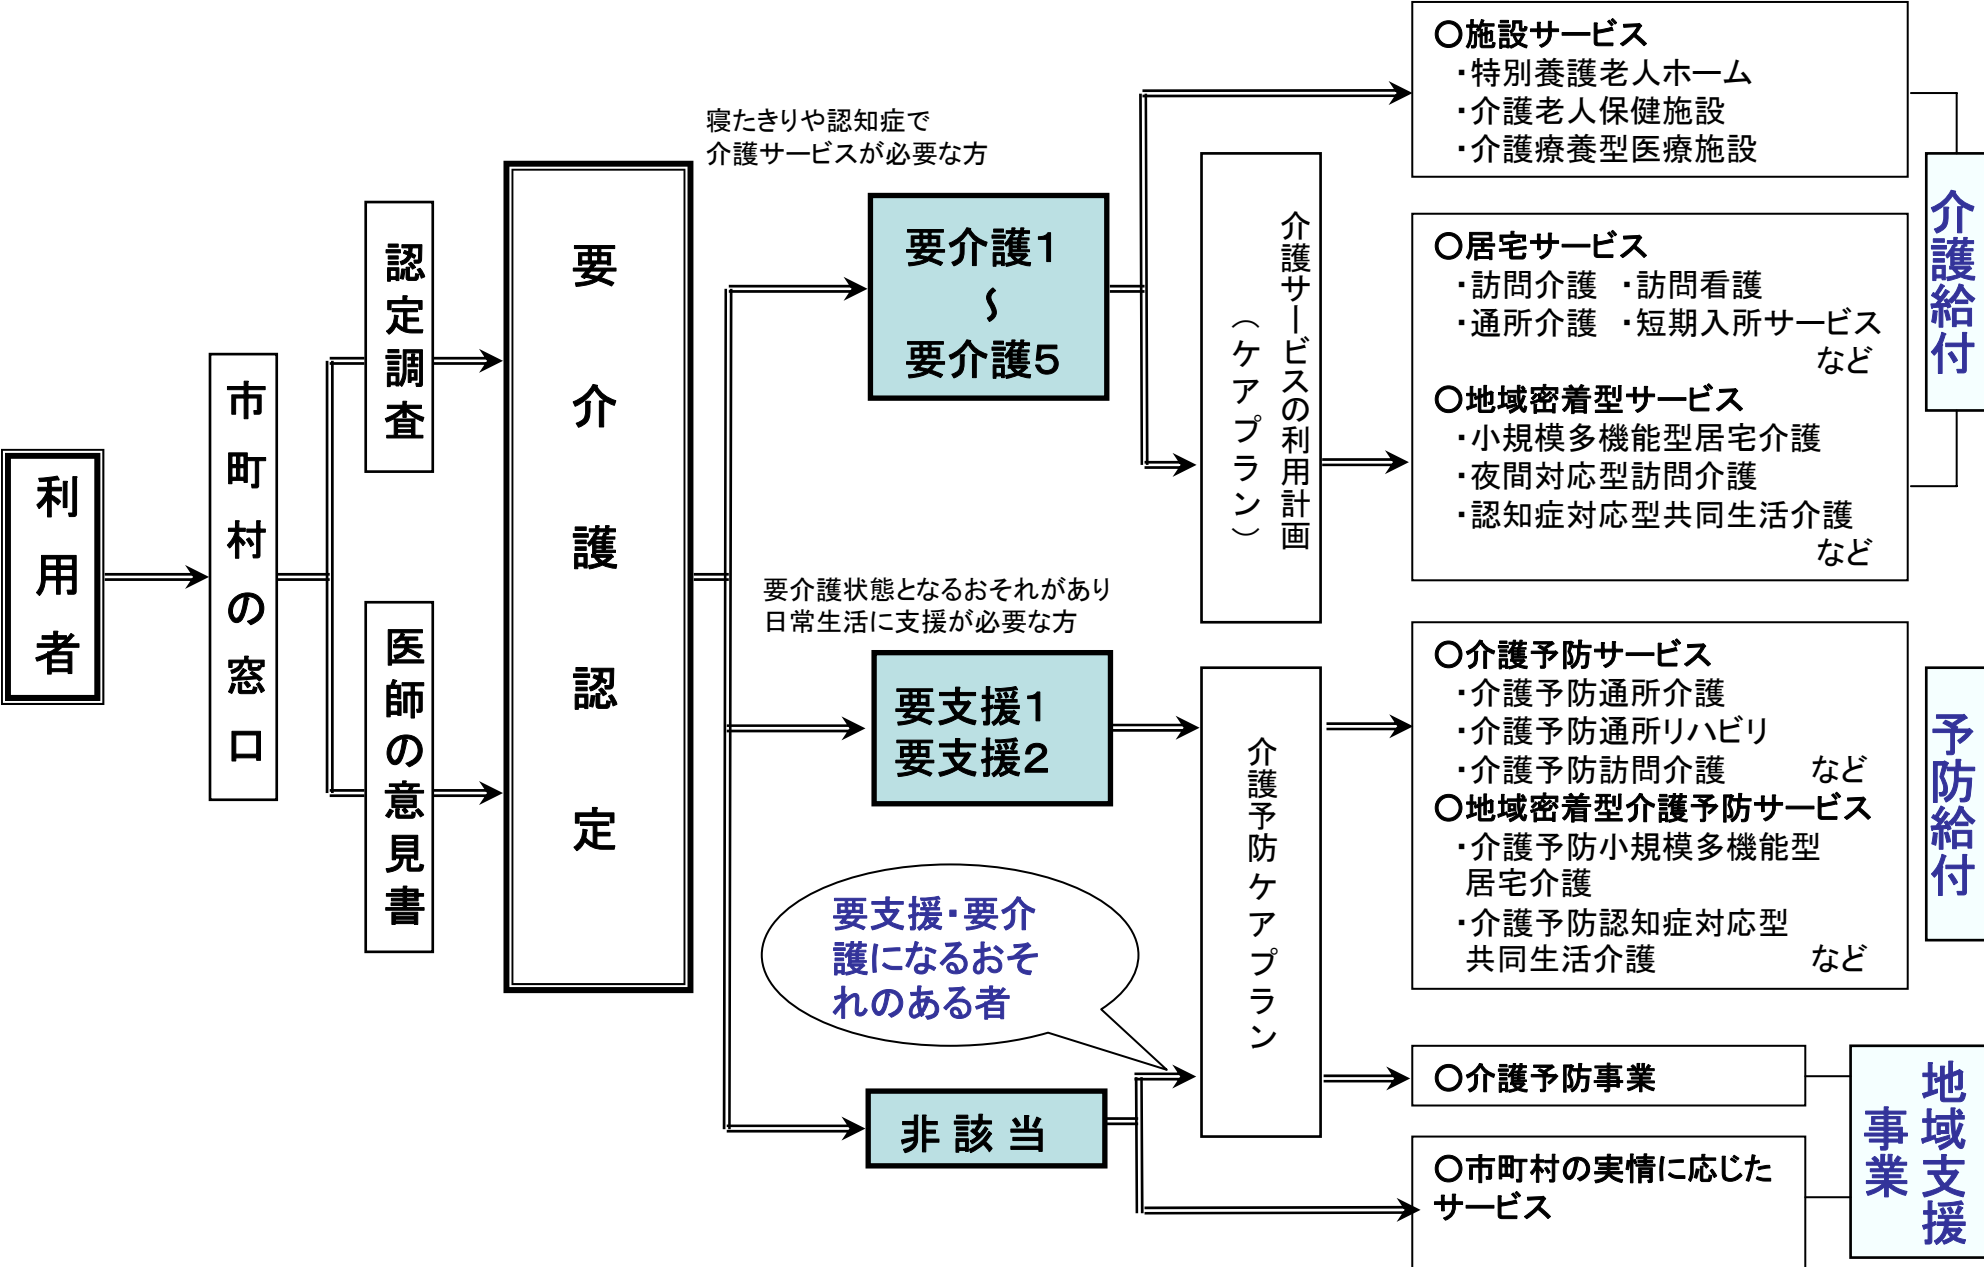 利用者
市町村の窓口
認定調査
医師の意見書
要介護認定
寝たきりや認知症で
介護サービスが必要な方
要介護1
～
要介護5
要介護状態となるおそれがあり
日常生活に支援が必要な方
要支援1
要支援2
要支援・要介
護になるおそ
れのある者
非該当
介護サービスの利用計画
（ケアプラン）
介護予防ケアプラン
○施設サービス
・特別養護老人ホーム
・介護老人保健施設
・介護療養型医療施設
○居宅サービス
・訪問介護 ・訪問看護
・通所介護 ・短期入所サービス
など
○地域密着型サービス
・小規模多機能型居宅介護
・夜間対応型訪問介護
・認知症対応型共同生活介護
など
○介護予防サービス
・介護予防通所介護
・介護予防通所リハビリ
・介護予防訪問介護 など
○地域密着型介護予防サービス
・介護予防小規模多機能型
居宅介護
・介護予防認知症対応型
共同生活介護 など
○介護予防事業
○市町村の実情に応じた
サービス
介護給付
予防給付
地域支援
事業